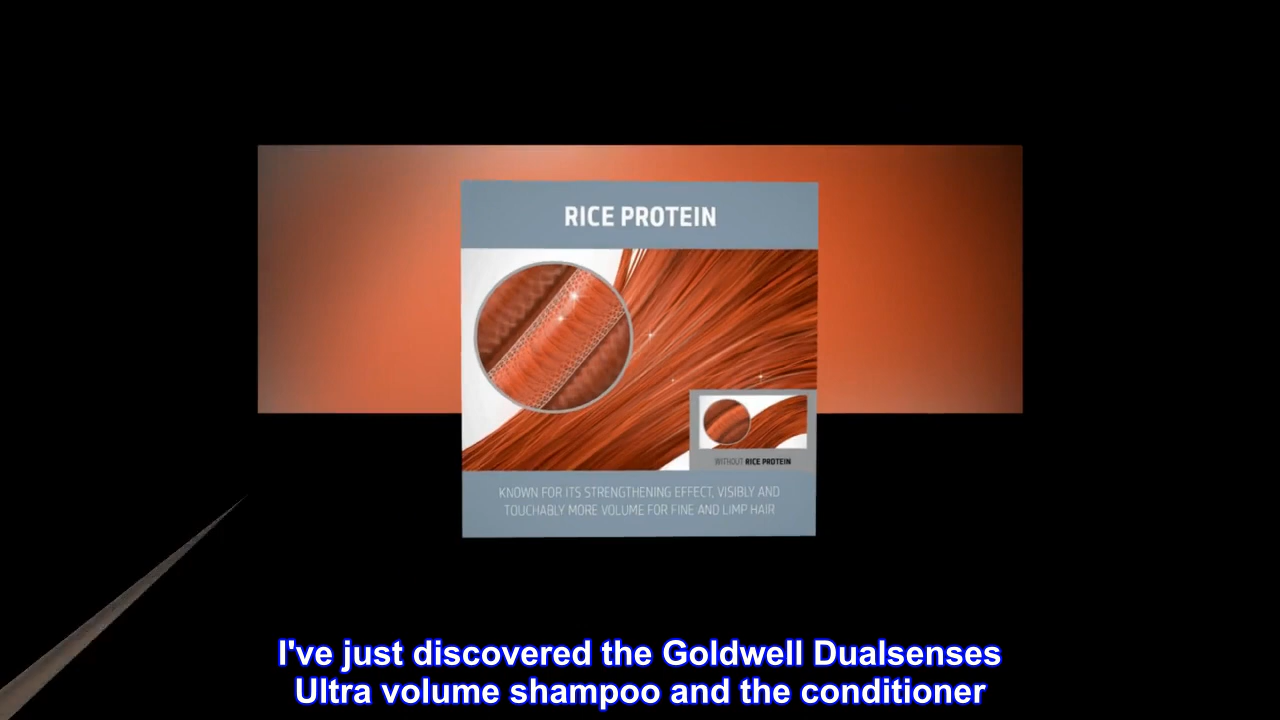 RICE PROTEIN
WITHOUT RICE PROTEIN
KNOWN FOR ITS STRENGTHENING EFFECT, VISIBLY AND
TOUCHABLY MORE VOLUME FOR FINE AND LIMP HAIR
I've just discovered the Goldwell Dualsenses
Ultra volume shampoo and the conditioner